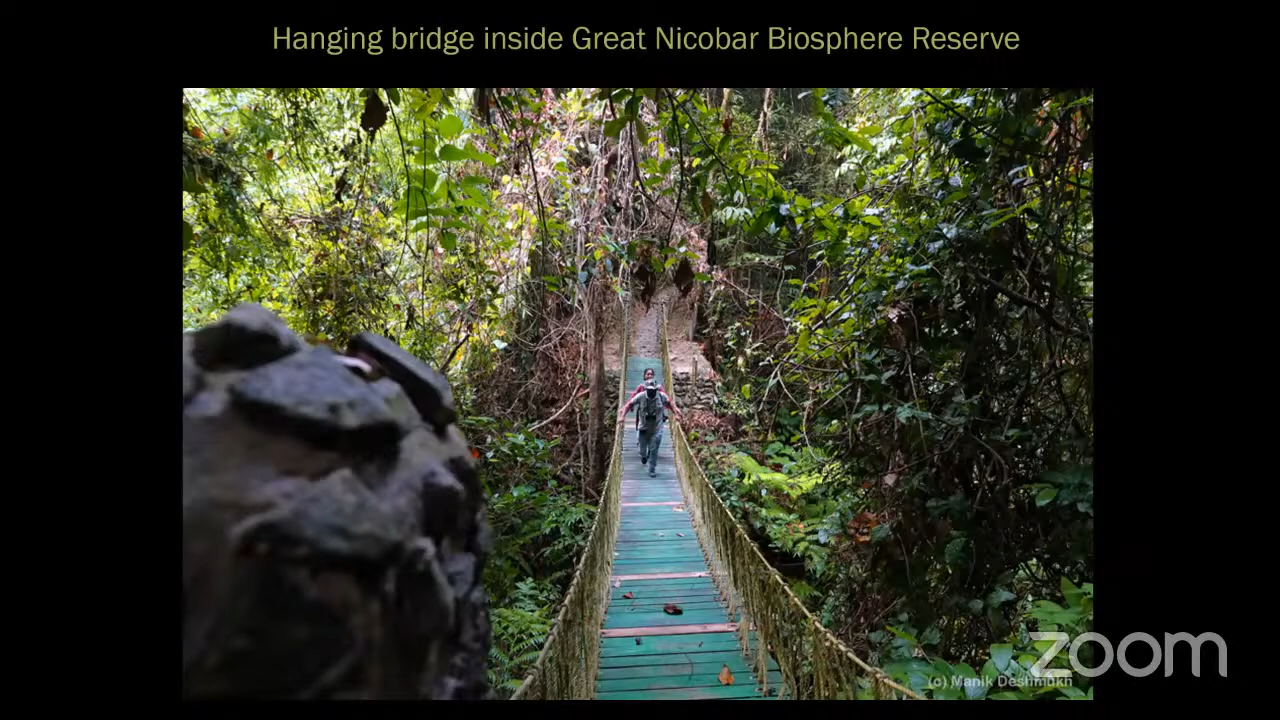 Hanging bridge inside Great Nicobar Biosphere Reserve
zoom
(c) Manik Deshmukh